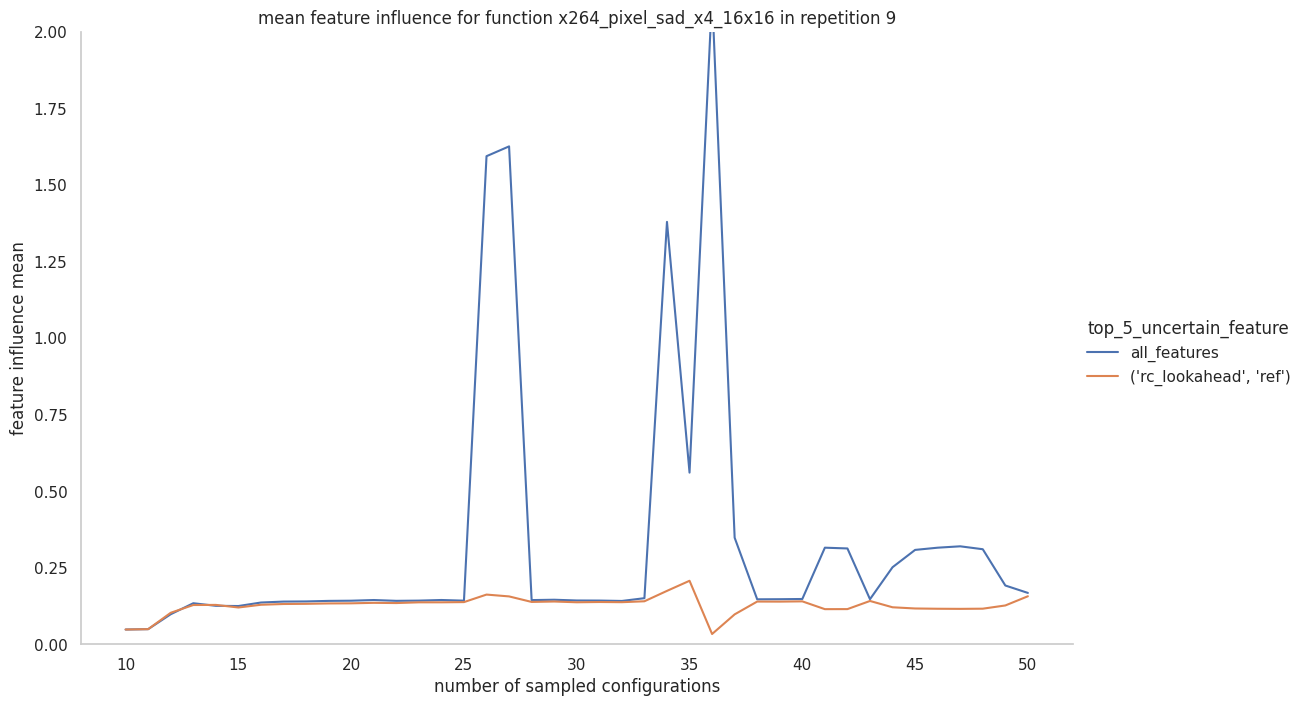 mean feature influence for function x264_pixel_sad_x4_16x16 in repetition 9
2.00
1.75
1.50
1.25
1.00
0.75
0.50
0.25
0.00
feature influence mean
10 15 20 25 30 35 40 45 50
number of sampled configurations
top_5_uncertain_feature
all_features
('rc_lookahead', 'ref')